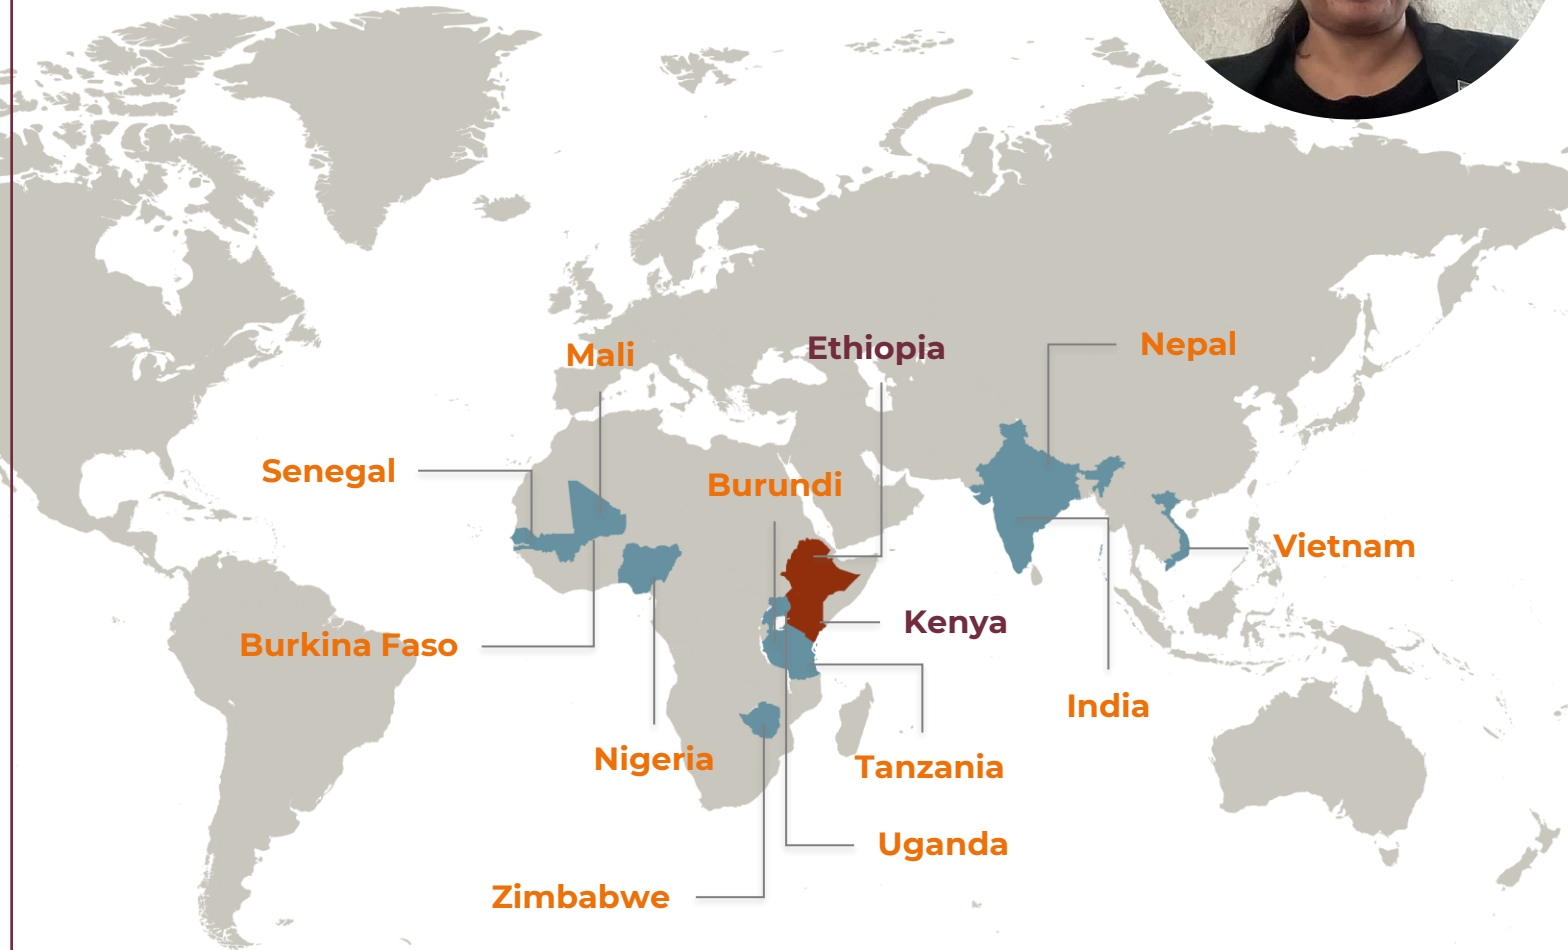 Mali
Ethiopia
Nepal
Senegal
Burundi
Vietnam
Burkina Faso
Kenya
India
Nigeria
Tanzania
Uganda
Zimbabwe